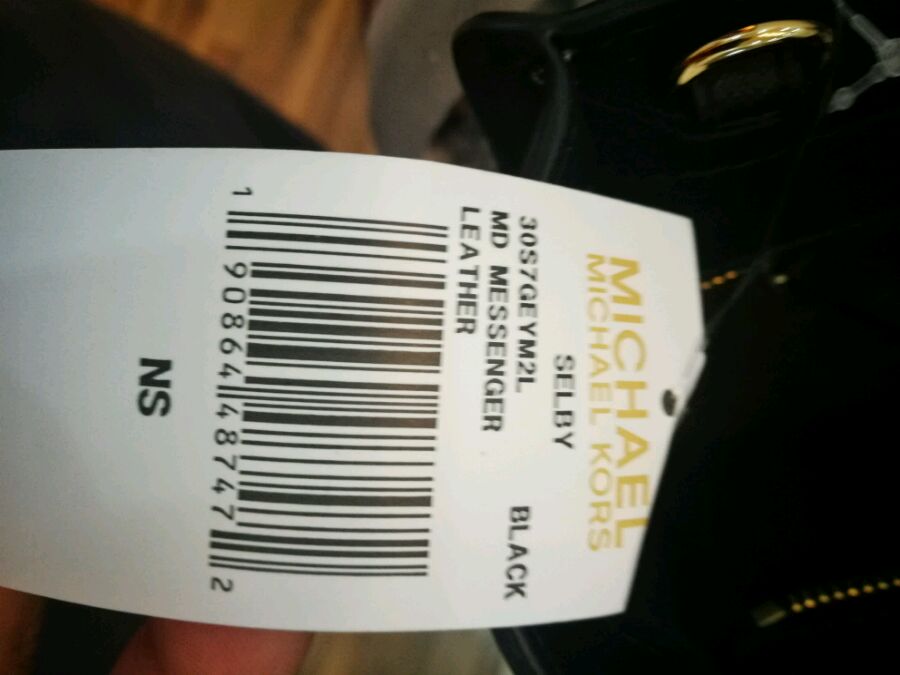 MICHAEL
MICHAEL KORS
SELBY
30S7GEYM2L BLACK
MD MESSENGER
LEATHER
1 90864 48747 2
NS